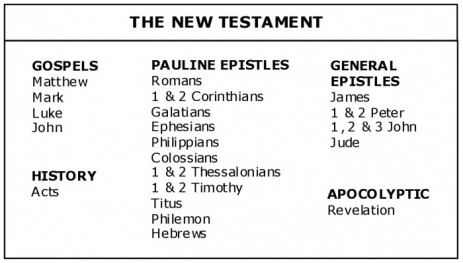 THE NEW TESTAMENT
GOSPELS
Matthew
Mark
Luke
John
HISTORY
Acts
PAULINE EPISTLES
Romans
1 & 2 Corinthians
Galatians
Ephesians
Philippians
Colossians
1 & 2 Thessalonians
1 & 2 Timothy
Titus
Philemon
Hebrews
GENERAL
EPISTLES
James
1 & 2 Peter
1, 2 & 3 John
Jude
APOCOLYPTIC
Revelation